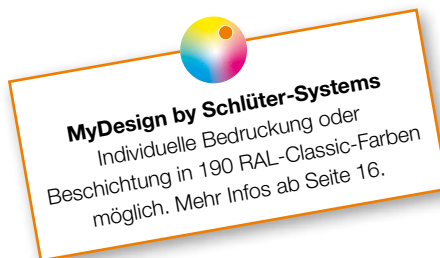 MyDesign by Schlüter-Systems
Individuelle Bedruckung oder
Beschichtung in 190 RAL-Classic-Farben
möglich. Mehr Infos ab Seite 16.